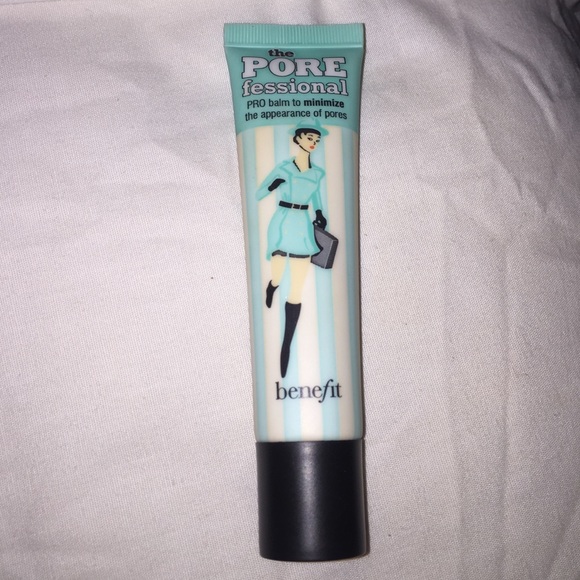 the
PORE
fessional
PRO balm to minimize
the appearance of pores
benefit